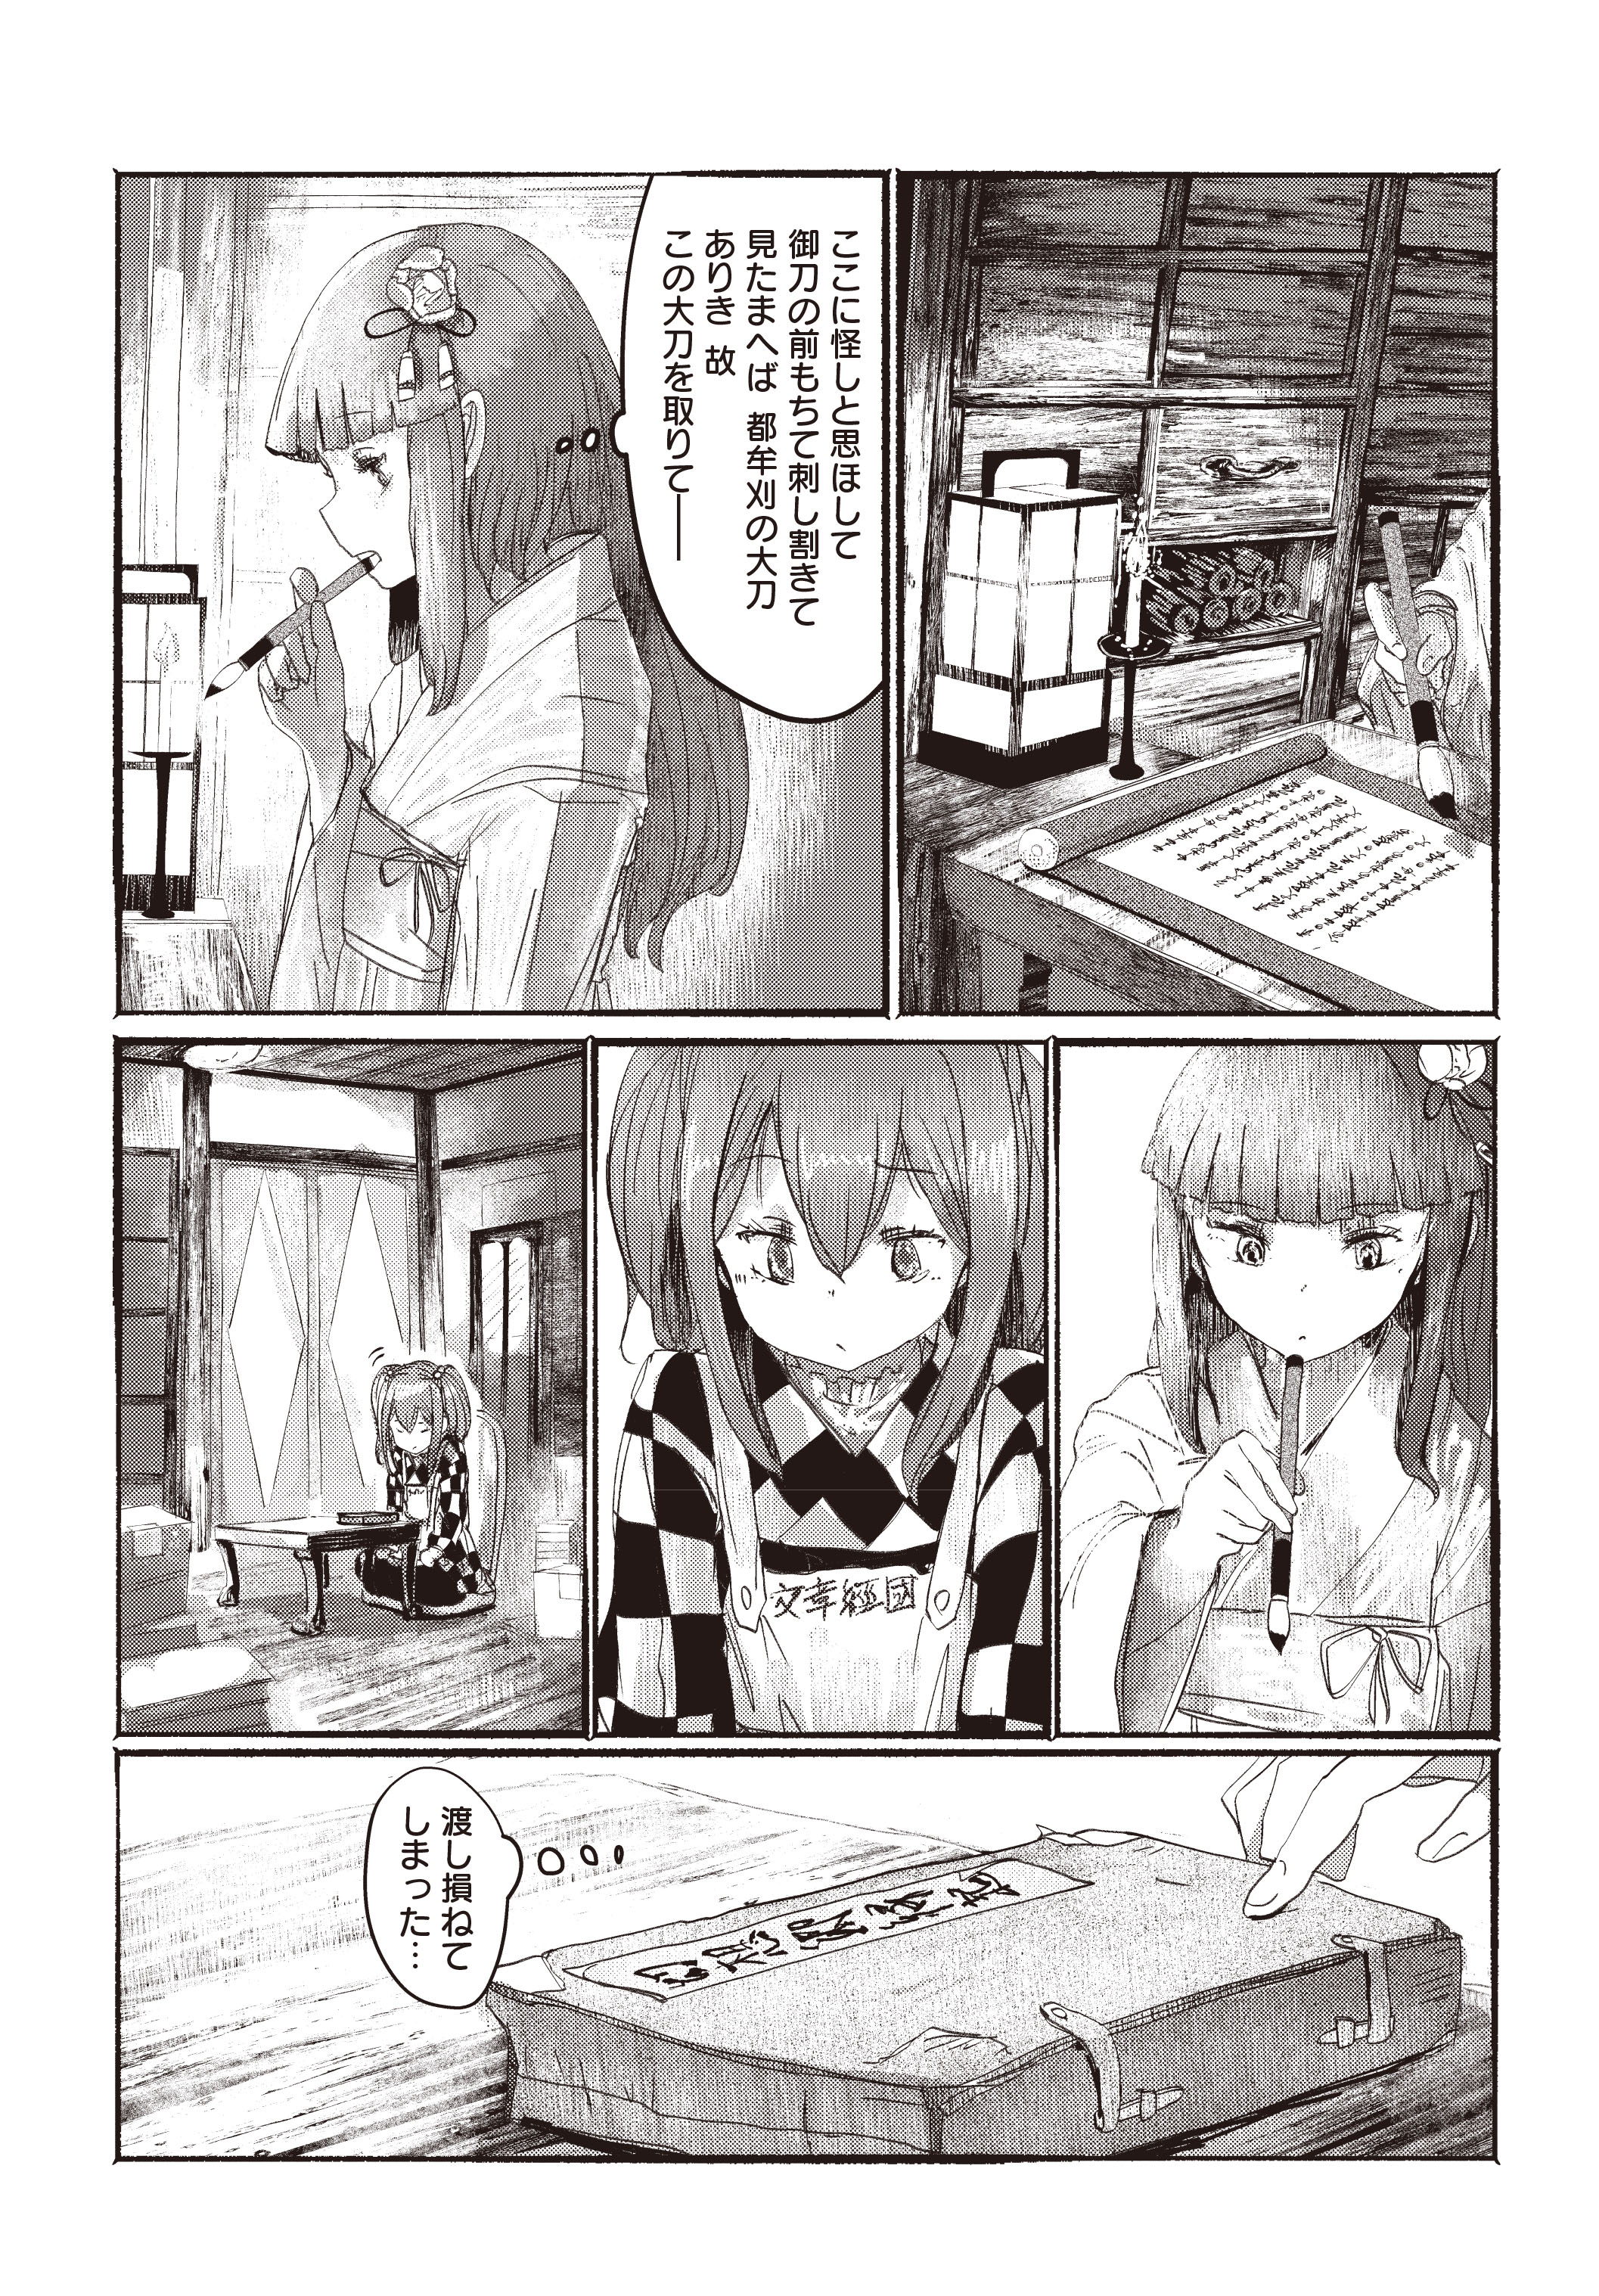 ここに怪しと思ほして
御刀の前もちて刺し割きて
見たまへば 都牟刈の大刀
ありき 故
この大刀を取りて――
文章經國
渡し損ねて
しまった…